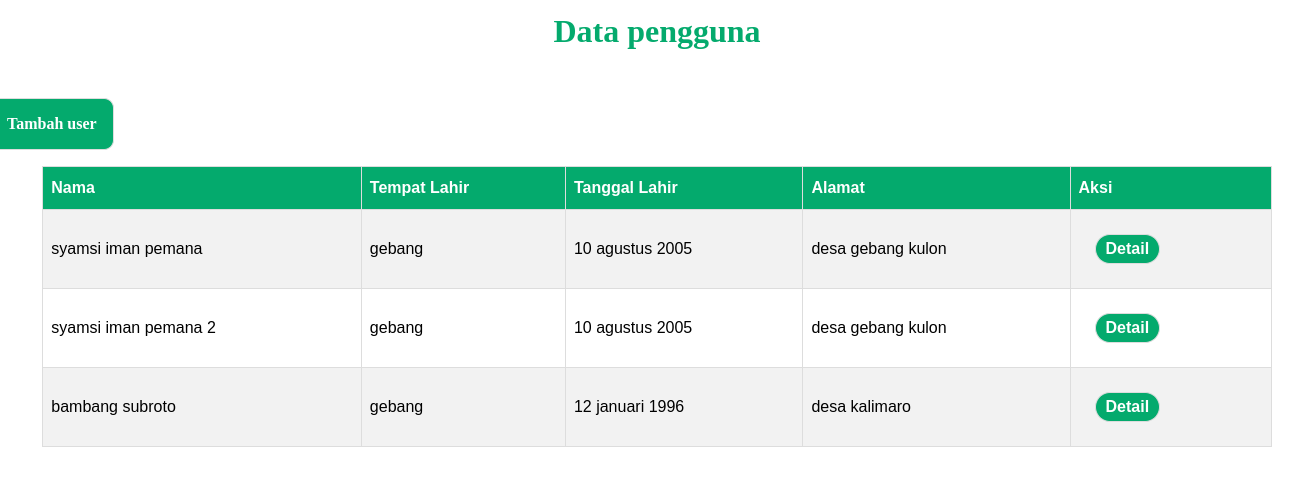 Data pengguna
Tambah user
Nama Tempat Lahir Tanggal Lahir Alamat Aksi
syamsi iman pemana gebang 10 agustus 2005 desa gebang kulon Detail
syamsi iman pemana 2 gebang 10 agustus 2005 desa gebang kulon Detail
bambang subroto gebang 12 januari 1996 desa kalimaro Detail